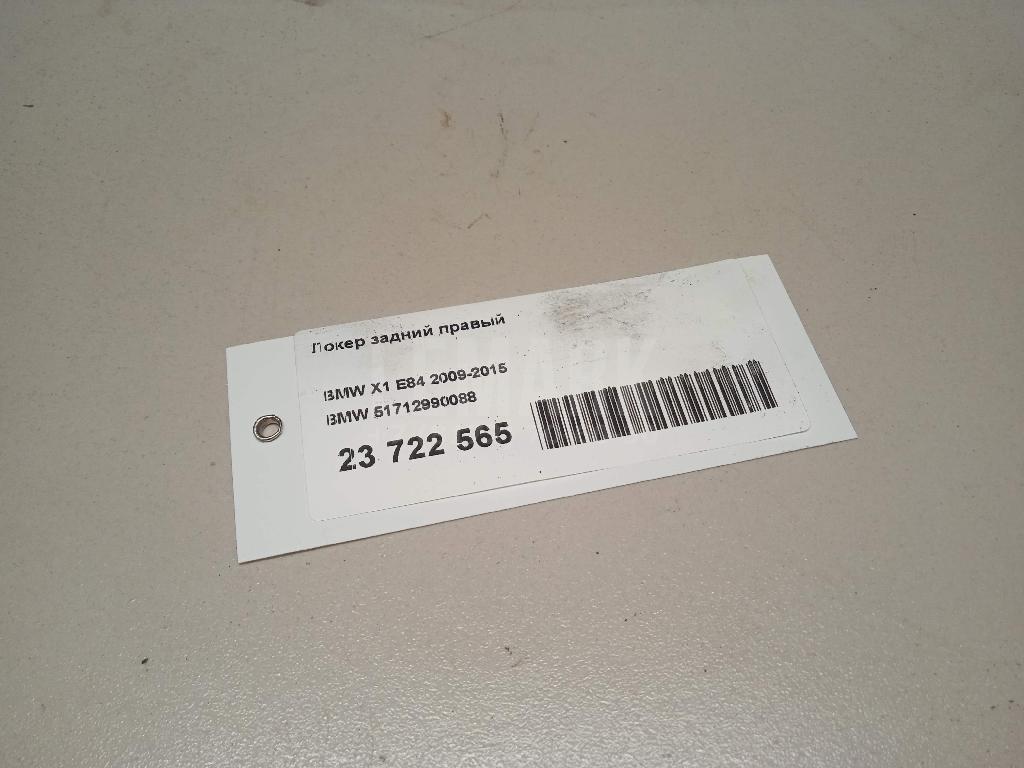 Локер задний правый
BMW X1 E84 2009-2015
BMW 51712990088
23 722 565